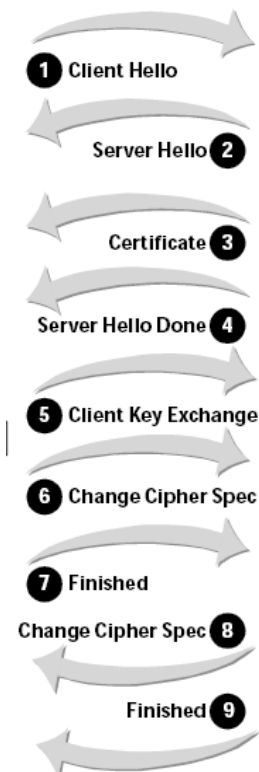 1 Client Hello
Server Hello 2
Certificate 3
Server Hello Done 4
5 Client Key Exchange
6 Change Cipher Spec
7 Finished
Change Cipher Spec 8
Finished 9